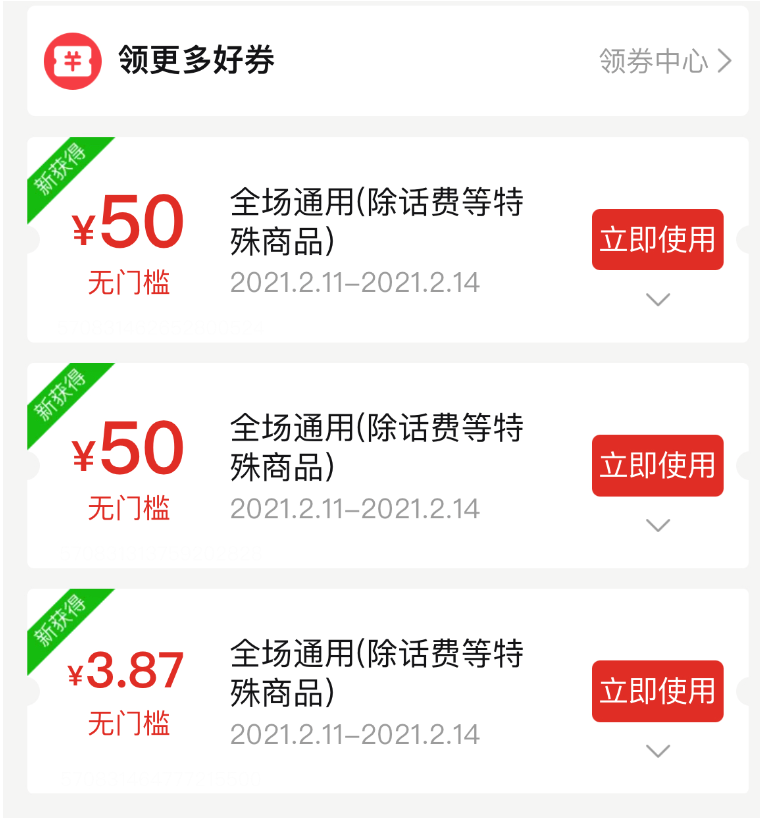 领更多好券
领券中心
新获得
¥50
无门槛
全场通用(除话费等特
殊商品)
2021.2.11-2021.2.14
立即使用
新获得
¥50
无门槛
全场通用(除话费等特
殊商品)
2021.2.11-2021.2.14
立即使用
新获得
¥3.87
无门槛
全场通用(除话费等特
殊商品)
2021.2.11-2021.2.14
立即使用